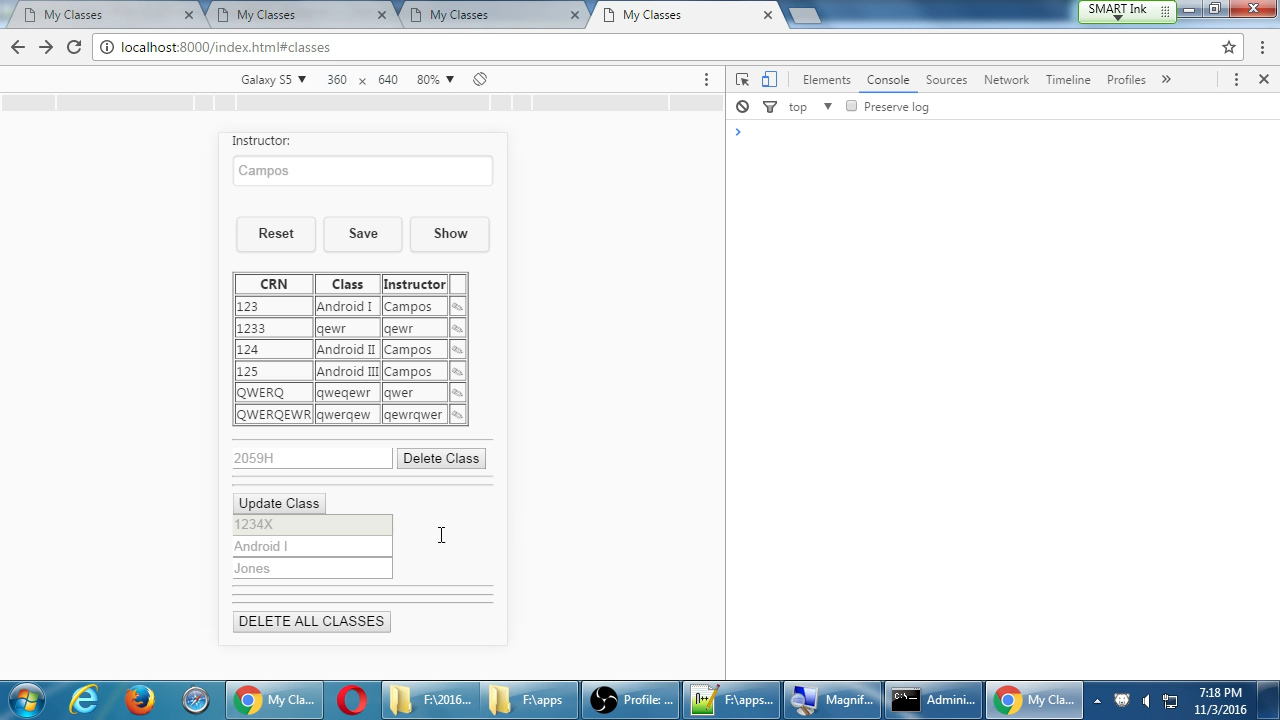 My Classes My Classes My Classes My Classes SMART Ink
localhost:8000/index.html#classes
Galaxy S5 360 × 640 80% Elements Console Sources Network Timeline Profiles »
top Preserve log
Instructor:
Campos
Reset Save Show
CRN Class Instructor
123 Android I Campos
1233 qewr qewr
124 Android II Campos
125 Android III Campos
QWERQ qweqewr qwer
QWERQEWR qwerqew qewrqwer
2059H Delete Class
Update Class
1234X
Android I
Jones
DELETE ALL CLASSES
My Cla... F:\2016... F:\apps Profile: ... F:\apps... Magnif... Admini... My Cla... 7:18 PM
11/3/2016